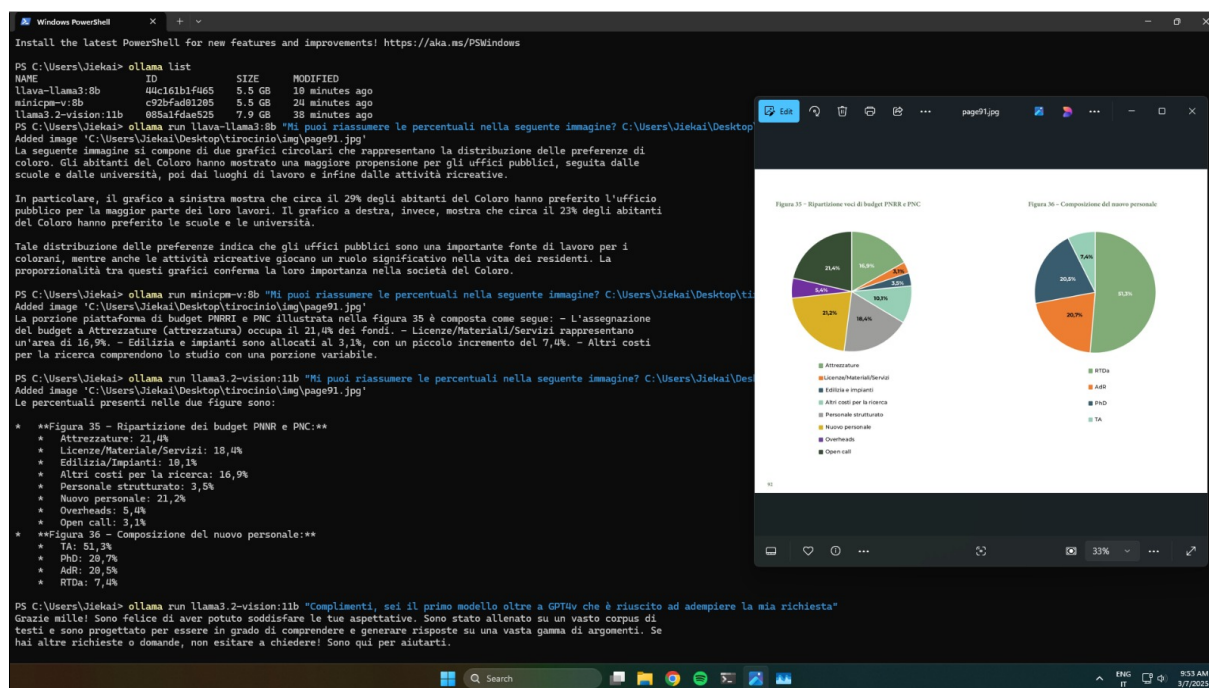 Windows PowerShell
Install the latest PowerShell for new features and improvements! https://aka.ms/PSWindows
PS C:\Users\Jiekai> ollama list
NAME ID SIZE MODIFIED
llava-llama3:8b 44c161b1f465 5.5 GB 10 minutes ago
minicpm-v:8b c92bfad01205 5.5 GB 24 minutes ago
llama3.2-vision:11b 085a1fdae525 7.9 GB 38 minutes ago
PS C:\Users\Jiekai> ollama run llava-llama3:8b "Mi puoi riassumere le percentuali nella seguente immagine? C:\Users\Jiekai\Desktop
Added image 'C:\Users\Jiekai\Desktop\tirocinio\img\page91.jpg'
La seguente immagine si compone di due grafici circolari che rappresentano la distribuzione delle preferenze di
coloro. Gli abitanti del Coloro hanno mostrato una maggiore propensione per gli uffici pubblici, seguita dalle
scuole e dalle università, poi dai luoghi di lavoro e infine dalle attività ricreative.
In particolare, il grafico a sinistra mostra che circa il 29% degli abitanti del Coloro hanno preferito l'ufficio
pubblico per la maggior parte dei loro lavori. Il grafico a destra, invece, mostra che circa il 23% degli abitanti
del Coloro hanno preferito le scuole e le università.
Tale distribuzione delle preferenze indica che gli uffici pubblici sono una importante fonte di lavoro per i
colorani, mentre anche le attività ricreative giocano un ruolo significativo nella vita dei residenti. La
proporzionalità tra questi grafici conferma la loro importanza nella società del Coloro.
PS C:\Users\Jiekai> ollama run minicpm-v:8b "Mi puoi riassumere le percentuali nella seguente immagine? C:\Users\Jiekai\Desktop\ti
Added image 'C:\Users\Jiekai\Desktop\tirocinio\img\page91.jpg'
La porzione piattaforma di budget PNRRI e PNC illustrata nella figura 35 è composta come segue: – L'assegnazione
del budget a Attrezzature (attrezzatura) occupa il 21,4% dei fondi. – Licenze/Materiali/Servizi rappresentano
un'area di 16,9%. – Edilizia e impianti sono allocati al 3,1%, con un piccolo incremento del 7,4%. – Altri costi
per la ricerca comprendono lo studio con una porzione variabile.
PS C:\Users\Jiekai> ollama run llama3.2-vision:11b "Mi puoi riassumere le percentuali nella seguente immagine? C:\Users\Jiekai\Des
Added image 'C:\Users\Jiekai\Desktop\tirocinio\img\page91.jpg'
Le percentuali presenti nelle due figure sono:
* **Figura 35 – Ripartizione dei budget PNNR e PNC:**
* Attrezzature: 21,4%
* Licenze/Materiale/Servizi: 18,4%
* Edilizia/Impianti: 10,1%
* Altri costi per la ricerca: 16,9%
* Personale strutturato: 3,5%
* Nuovo personale: 21,2%
* Overheads: 5,4%
* Open call: 3,1%
* **Figura 36 – Composizione del nuovo personale:**
* TA: 51,3%
* PhD: 20,7%
* AdR: 20,5%
* RTDa: 7,4%
PS C:\Users\Jiekai> ollama run llama3.2-vision:11b "Complimenti, sei il primo modello oltre a GPT4v che è riuscito ad adempiere la mia richiesta"
Grazie mille! Sono felice di aver potuto soddisfare le tue aspettative. Sono stato allenato su un vasto corpus di
testi e sono progettato per essere in grado di comprendere e generare risposte su una vasta gamma di argomenti. Se
hai altre richieste o domande, non esitare a chiedere! Sono qui per aiutarti.
Edit
page91.jpg
Figura 35 – Ripartizione voci di budget PNRR e PNC
21,4%
16,9%
3,1%
3,5%
5,4%
10,1%
21,2%
18,4%
Attrezzature
Licenze/Materiali/Servizi
Edilizia e impianti
Altri costi per la ricerca
Personale strutturato
Nuovo personale
Overheads
Open call
Figura 36 – Composizione del nuovo personale
7,4%
20,5%
51,3%
20,7%
RTDa
AdR
PhD
TA
91
33%
Search
ENG
IT
9:53 AM
3/7/2025